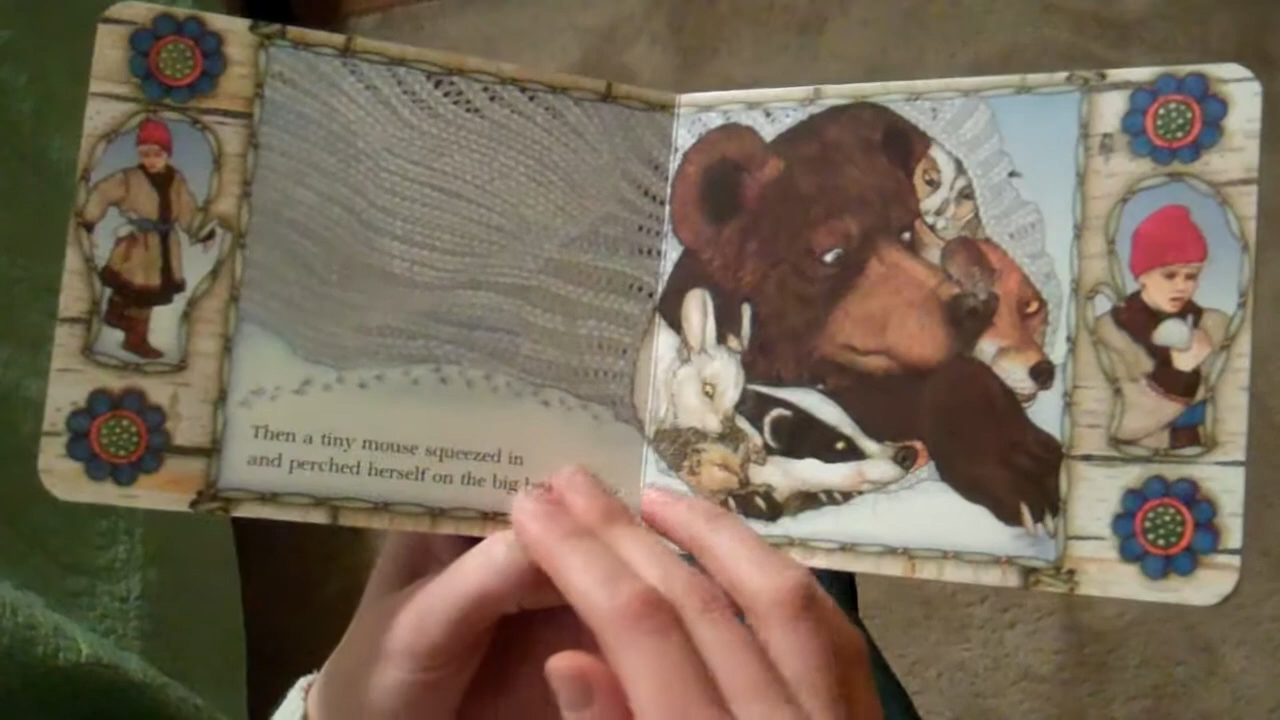 Then a tiny mouse squeezed in
and perched herself on the big